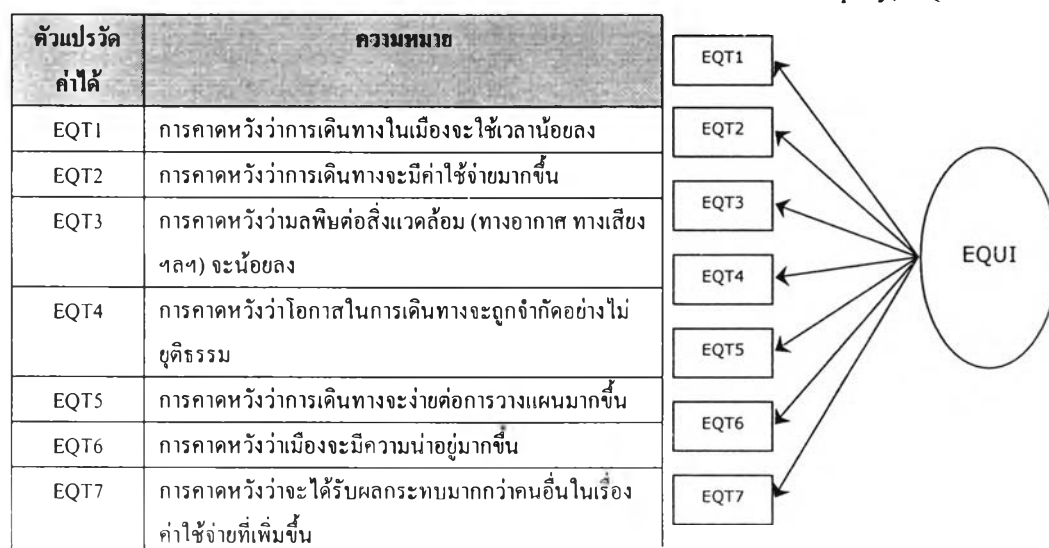 ตัวแปรวัด ความหมาย
ค่าได้
EQT1 การคาดหวังว่าการเดินทางในเมืองจะใช้เวลาน้อยลง
EQT2 การคาดหวังว่าการเดินทางจะมีค่าใช้จ่ายมากขึ้น
EQT3 การคาดหวังว่ามลพิษต่อสิ่งแวดล้อม (ทางอากาศ ทางเสียง
ฯลฯ) จะน้อยลง
EQT4 การคาดหวังว่าโอกาสในการเดินทางจะถูกจำกัดอย่างไม่
ยุติธรรม
EQT5 การคาดหวังว่าการเดินทางจะง่ายต่อการวางแผนมากขึ้น
EQT6 การคาดหวังว่าเมืองจะมีความน่าอยู่มากขึ้น
EQT7 การคาดหวังว่าจะได้รับผลกระทบมากกว่าคนอื่นในเรื่อง
ค่าใช้จ่ายที่เพิ่มขึ้น
EQT1
EQT2
EQT3
EQT4
EQT5
EQT6
EQT7
EQUI